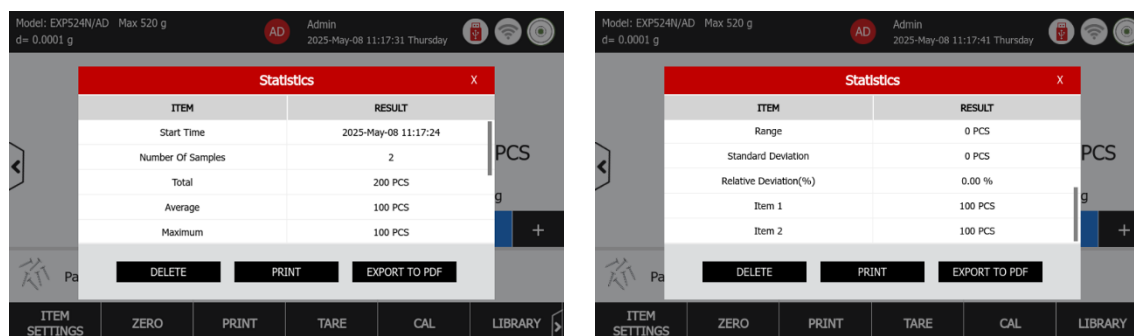 Model: EXP524N/AD Max 520 g
d= 0.0001 g
AD
Admin
2025-May-08 11:17:31 Thursday
Statistics
X
ITEM RESULT
Start Time 2025-May-08 11:17:24
Number Of Samples 2
Total 200 PCS
Average 100 PCS
Maximum 100 PCS
PCS
g
+
Pa
DELETE PRINT EXPORT TO PDF
ITEM SETTINGS ZERO PRINT TARE CAL LIBRARY
Model: EXP524N/AD Max 520 g
d= 0.0001 g
AD
Admin
2025-May-08 11:17:41 Thursday
Statistics
X
ITEM RESULT
Range 0 PCS
Standard Deviation 0 PCS
Relative Deviation(%) 0.00 %
Item 1 100 PCS
Item 2 100 PCS
PCS
g
+
Pa
DELETE PRINT EXPORT TO PDF
ITEM SETTINGS ZERO PRINT TARE CAL LIBRARY